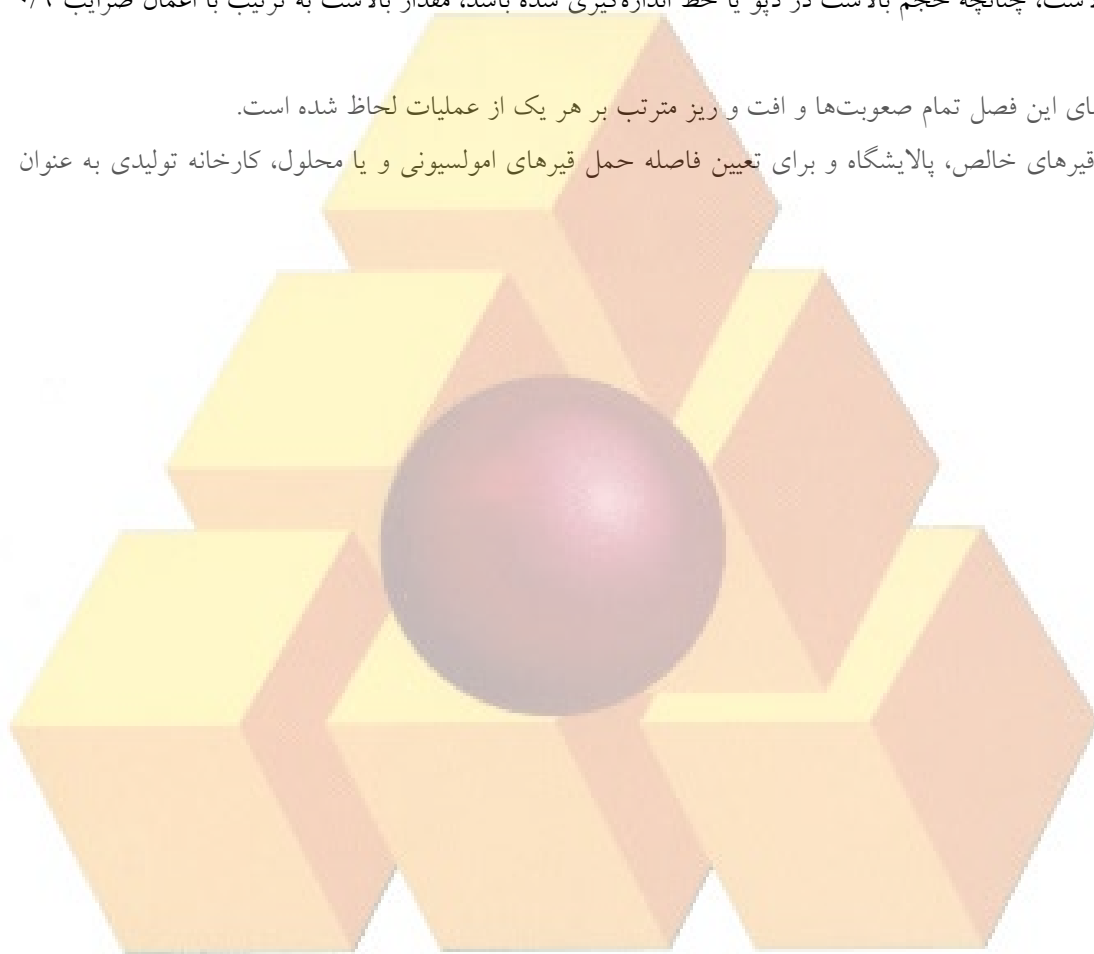 چنانچه حجم بالاست در دپو یا خط اندازه‌گیری شده باشد، مقدار بالاست به ترتیب با اعمال ضرایب ۰/۹
این فصل تمام صعوبت‌ها و افت و ریز مترتب بر هر یک از عملیات لحاظ شده است.
قیرهای خالص، پالایشگاه و برای تعیین فاصله حمل قیرهای امولسیونی و یا محلول، کارخانه تولیدی به عنوان